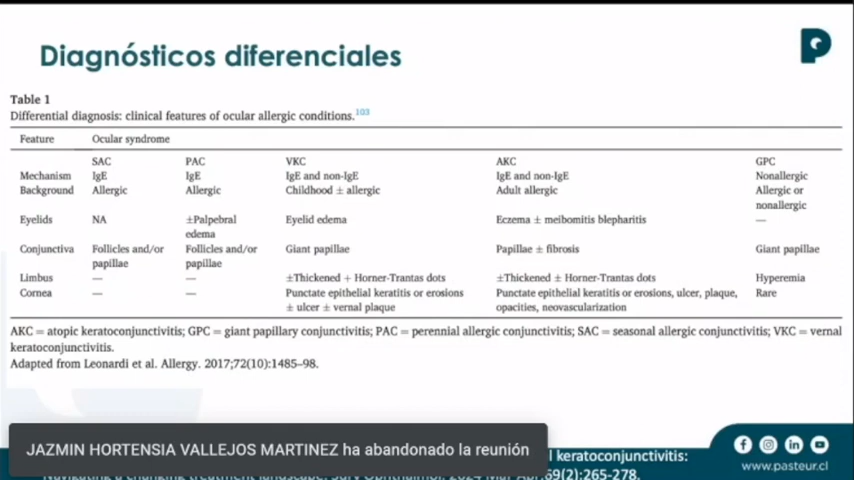 Diagnósticos diferenciales
Table 1
Differential diagnosis: clinical features of ocular allergic conditions.103
Feature Ocular syndrome
SAC PAC VKC AKC GPC
Mechanism IgE IgE IgE and non-IgE IgE and non-IgE Nonallergic
Background Allergic Allergic Childhood ± allergic Adult allergic Allergic or
nonallergic
Eyelids NA ±Palpebral Eyelid edema Eczema ± meibomitis blepharitis —
edema
Conjunctiva Follicles and/or Follicles and/or Giant papillae Papillae ± fibrosis Giant papillae
papillae papillae
Limbus — — ±Thickened + Horner-Trantas dots ±Thickened ± Horner-Trantas dots Hyperemia
Cornea — — Punctate epithelial keratitis or erosions Punctate epithelial keratitis or erosions, ulcer, plaque, Rare
± ulcer ± vernal plaque opacities, neovascularization
AKC = atopic keratoconjunctivitis; GPC = giant papillary conjunctivitis; PAC = perennial allergic conjunctivitis; SAC = seasonal allergic conjunctivitis; VKC = vernal
keratoconjunctivitis.
Adapted from Leonardi et al. Allergy. 2017;72(10):1485–98.
JAZMIN HORTENSIA VALLEJOS MARTINEZ ha abandonado la reunión
l keratoconjunctivitis:
69(2):265-278.
www.pasteur.cl